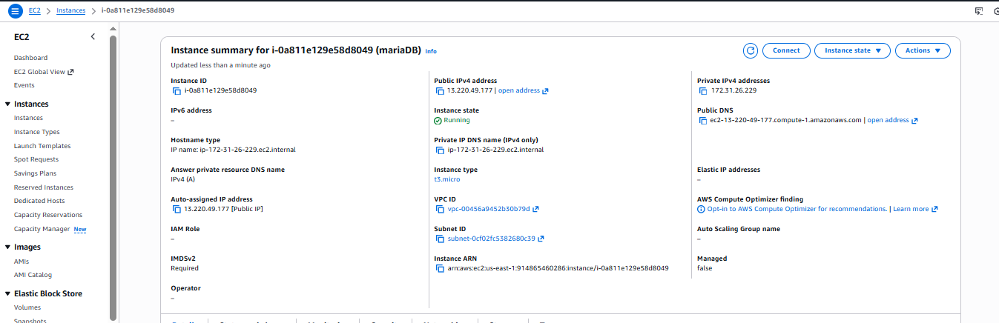 EC2 > Instances > i-0a811e129e58d8049
EC2
Dashboard
EC2 Global View
Events
Instances
Instances
Instance Types
Launch Templates
Spot Requests
Savings Plans
Reserved Instances
Dedicated Hosts
Capacity Reservations
Capacity Manager New
Images
AMIs
AMI Catalog
Elastic Block Store
Volumes
Snapshots
Instance summary for i-0a811e129e58d8049 (mariaDB) Info
Connect
Instance state
Actions
Updated less than a minute ago
Instance ID
i-0a811e129e58d8049
Public IPv4 address
13.220.49.177 | open address
Private IPv4 addresses
172.31.26.229
IPv6 address
–
Instance state
Running
Public DNS
ec2-13-220-49-177.compute-1.amazonaws.com | open address
Hostname type
IP name: ip-172-31-26-229.ec2.internal
Private IP DNS name (IPv4 only)
ip-172-31-26-229.ec2.internal
Answer private resource DNS name
IPv4 (A)
Instance type
t3.micro
Elastic IP addresses
–
Auto-assigned IP address
13.220.49.177 [Public IP]
VPC ID
vpc-00456a9452b30b79d
AWS Compute Optimizer finding
Opt-in to AWS Compute Optimizer for recommendations. | Learn more
IAM Role
–
Subnet ID
subnet-0cf02fc5382680c39
Auto Scaling Group name
–
IMDSv2
Required
Instance ARN
arn:aws:ec2:us-east-1:914865460286:instance/i-0a811e129e58d8049
Managed
false
Operator
–